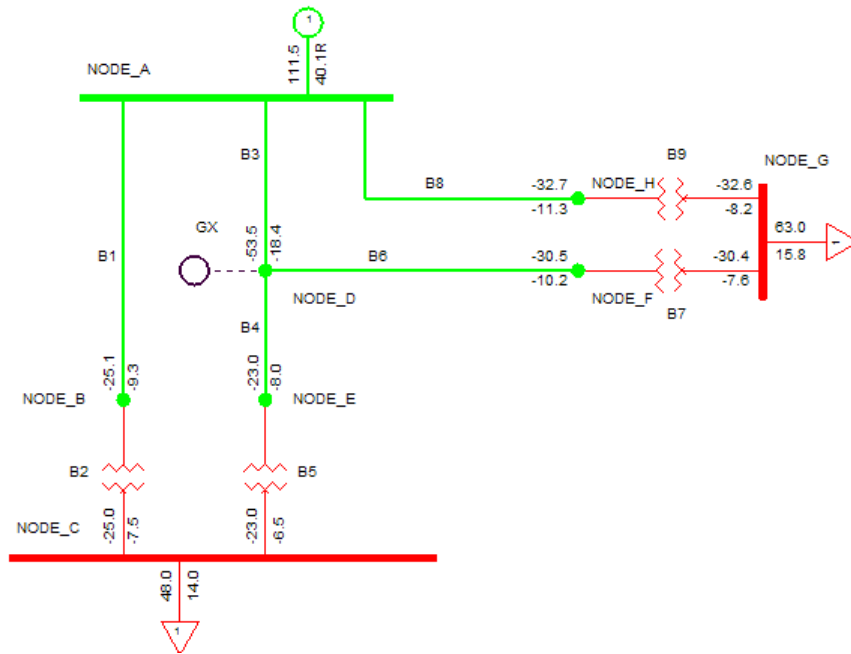 1
111.5
40.1R
NODE_A
B3
B9
NODE_G
B8
-32.7
NODE_H
-32.6
-11.3
-8.2
GX
-53.5
-18.4
63.0
15.8
1
B1
B6
-30.5
-30.4
-10.2
-7.6
NODE_D
NODE_F
B7
B4
-25.1
-9.3
-23.0
-8.0
NODE_B
NODE_E
B2
B5
-25.0
-7.5
-23.0
-6.5
NODE_C
48.0
14.0
1